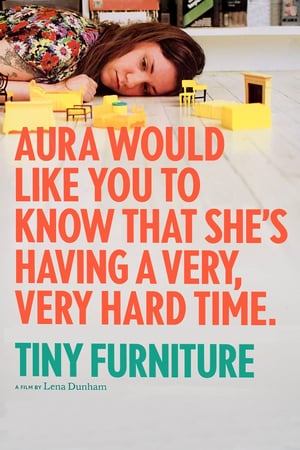 AURA WOULD
LIKE YOU TO
KNOW THAT SHE'S
HAVING A VERY,
VERY HARD TIME.
TINY FURNITURE
A FILM BY Lena Dunham